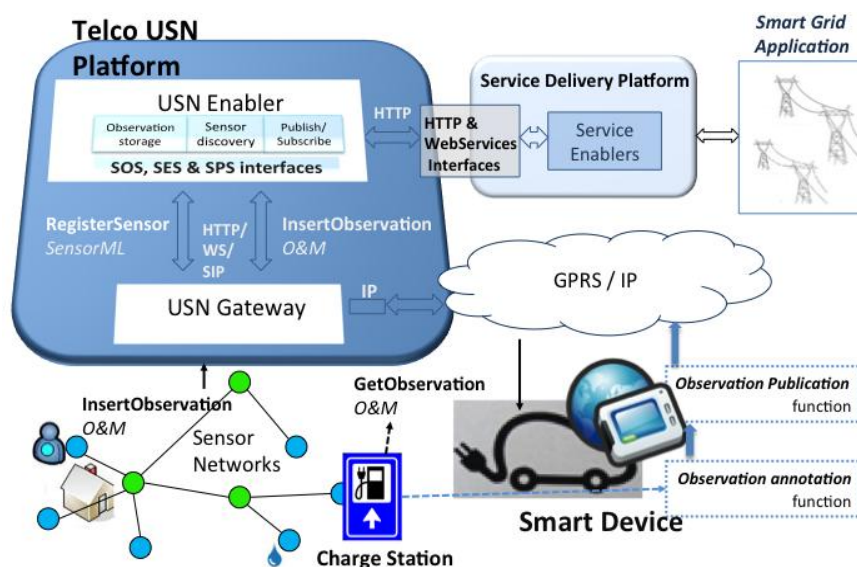 Telco USN
Platform
USN Enabler
Observation
storage
Sensor
discovery
Publish/
Subscribe
SOS, SES & SPS interfaces
RegisterSensor
SensorML
HTTP/
WS/
SIP
InsertObservation
O&M
USN Gateway
IP
HTTP
Service Delivery Platform
HTTP &
WebServices
Interfaces
Service
Enablers
Smart Grid
Application
GPRS / IP
InsertObservation
O&M
Sensor
Networks
GetObservation
O&M
Charge Station
Smart Device
Observation Publication
function
Observation annotation
function